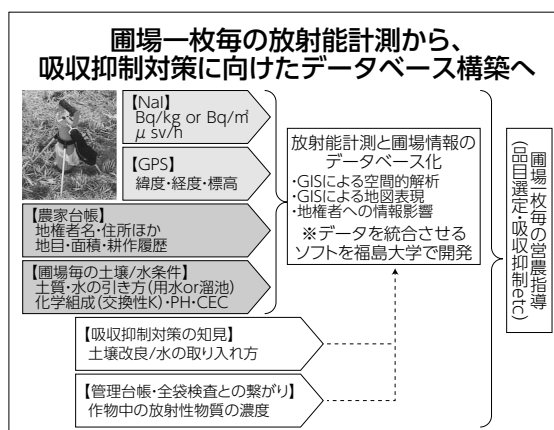 圃場一枚毎の放射能計測から、
吸収抑制対策に向けたデータベース構築へ
【NaI】
Bq/kg or Bq/㎡
μ sv/h
【GPS】
緯度・経度・標高
【農家台帳】
地権者名・住所ほか
地目・面積・耕作履歴
【圃場毎の土壌/水条件】
土質・水の引き方(用水or溜池)
化学組成(交換性K)・PH・CEC
放射能計測と圃場情報の
データベース化
・GISによる空間的解析
・GISによる地図表現
・地権者への情報影響
※データを統合させる
ソフトを福島大学で開発
【吸収抑制対策の知見】
土壌改良/水の取り入れ方
【管理台帳・全袋検査との繋がり】
作物中の放射性物質の濃度
圃場一枚毎の営農指導
(品目選定・吸収抑制etc)